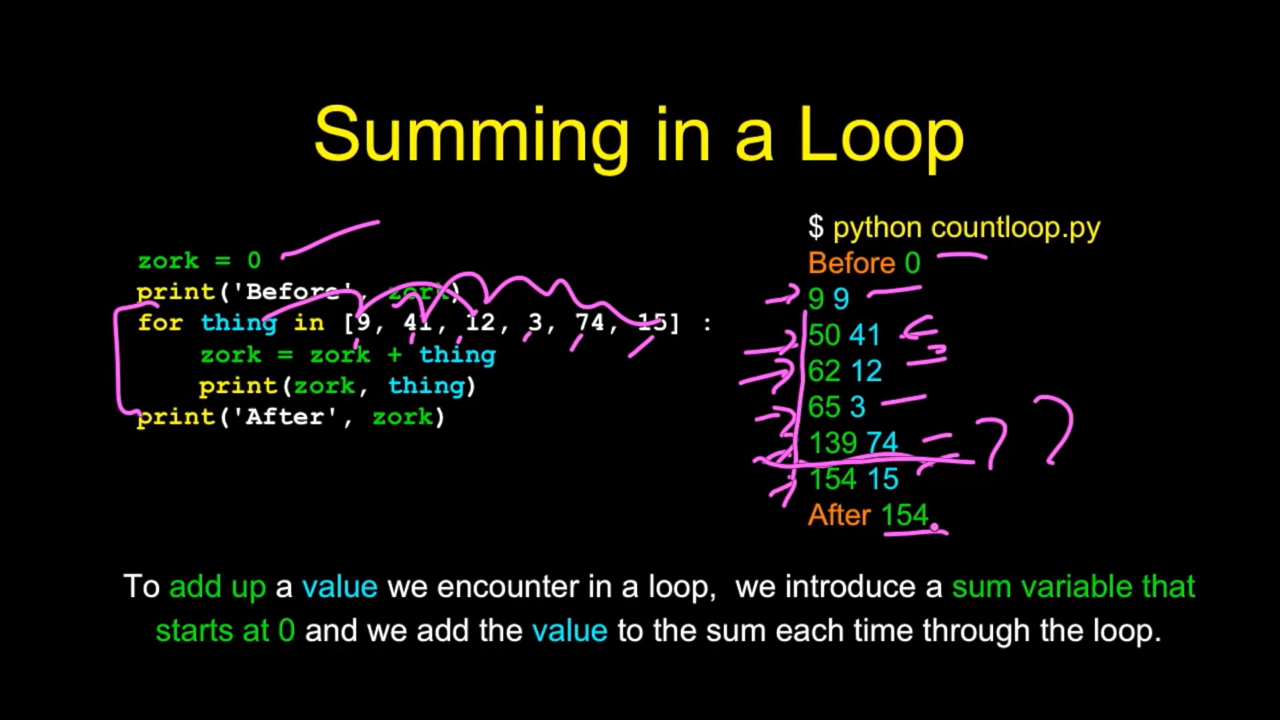 Summing in a Loop
zork = 0
print('Before', zork)
for thing in [9, 41, 12, 3, 74, 15] :
    zork = zork + thing
    print(zork, thing)
print('After', zork)
$ python countloop.py
Before 0
9 9
50 41
62 12
65 3
139 74
154 15
After 154
? ?
To add up a value we encounter in a loop,  we introduce a sum variable that
starts at 0 and we add the value to the sum each time through the loop.